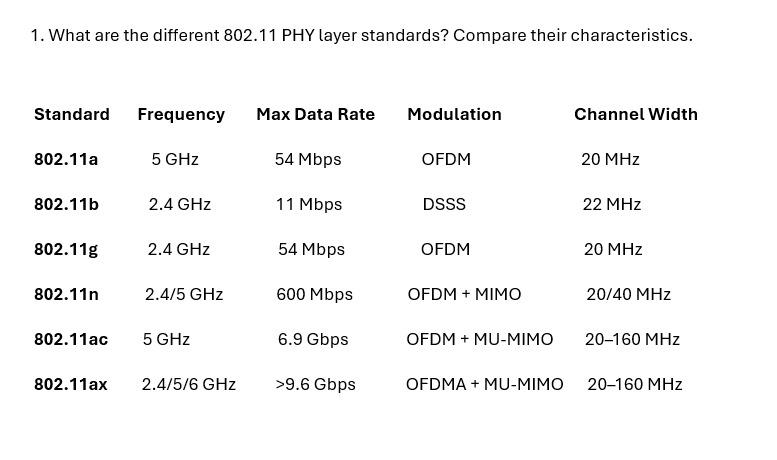 1. What are the different 802.11 PHY layer standards? Compare their characteristics.
Standard Frequency Max Data Rate Modulation Channel Width
802.11a 5 GHz 54 Mbps OFDM 20 MHz
802.11b 2.4 GHz 11 Mbps DSSS 22 MHz
802.11g 2.4 GHz 54 Mbps OFDM 20 MHz
802.11n 2.4/5 GHz 600 Mbps OFDM + MIMO 20/40 MHz
802.11ac 5 GHz 6.9 Gbps OFDM + MU-MIMO 20–160 MHz
802.11ax 2.4/5/6 GHz >9.6 Gbps OFDMA + MU-MIMO 20–160 MHz